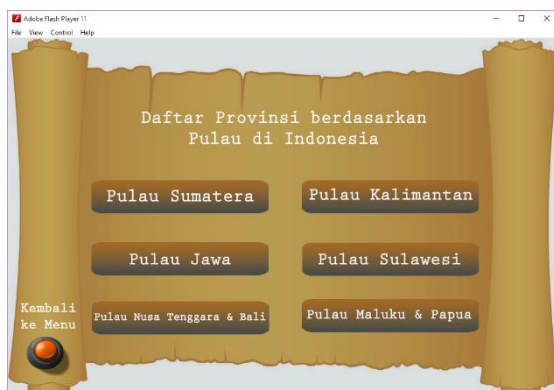 Adobe Flash Player 11
File View Control Help
Daftar Provinsi berdasarkan
Pulau di Indonesia
Pulau Sumatera
Pulau Kalimantan
Pulau Jawa
Pulau Sulawesi
Pulau Nusa Tenggara & Bali
Pulau Maluku & Papua
Kembali
ke Menu